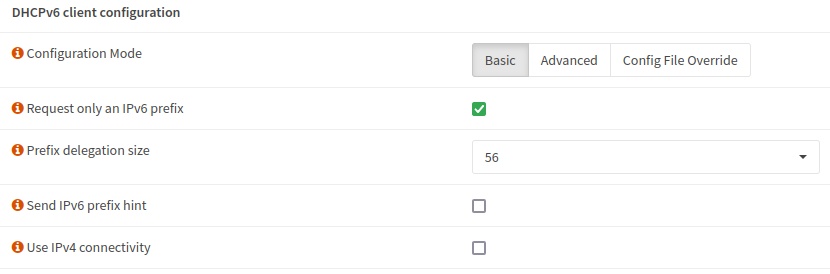 DHCPv6 client configuration
Configuration Mode
Basic Advanced Config File Override
Request only an IPv6 prefix
Prefix delegation size
56
Send IPv6 prefix hint
Use IPv4 connectivity